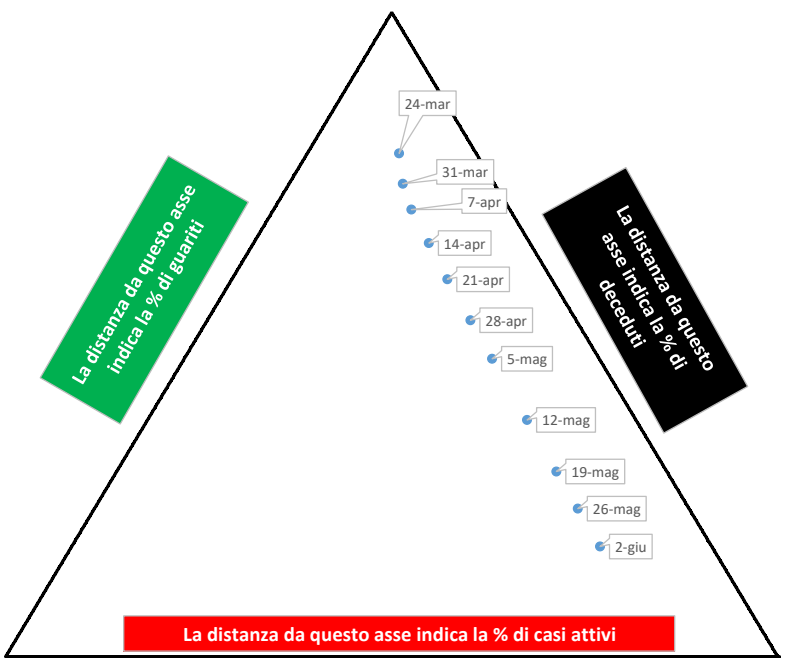 24-mar
31-mar
7-apr
14-apr
21-apr
28-apr
5-mag
12-mag
19-mag
26-mag
2-giu
La distanza da questo asse
indica la % di guariti
La distanza da questo
asse indica la % di
deceduti
La distanza da questo asse indica la % di casi attivi